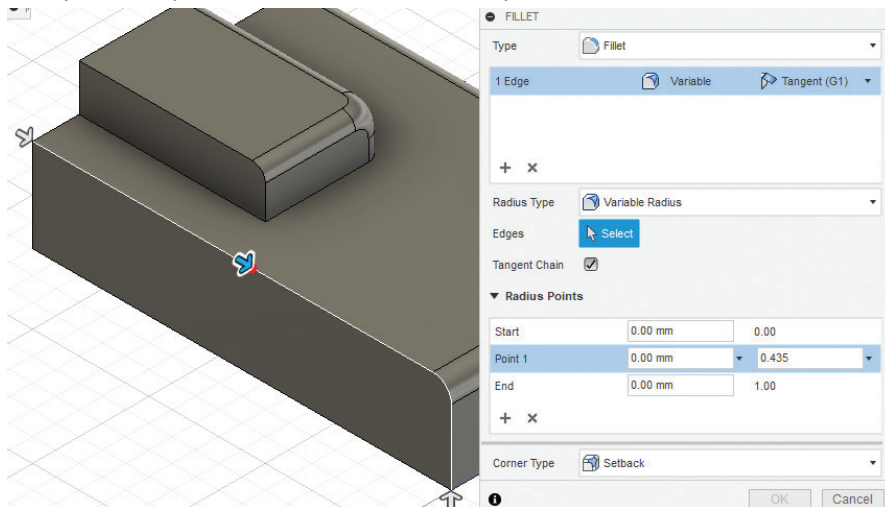 FILLET
Type Fillet
1 Edge Variable Tangent (G1)
Radius Type Variable Radius
Edges Select
Tangent Chain
Radius Points
Start 0.00 mm 0.00
Point 1 0.00 mm 0.435
End 0.00 mm 1.00
Corner Type Setback
OK Cancel